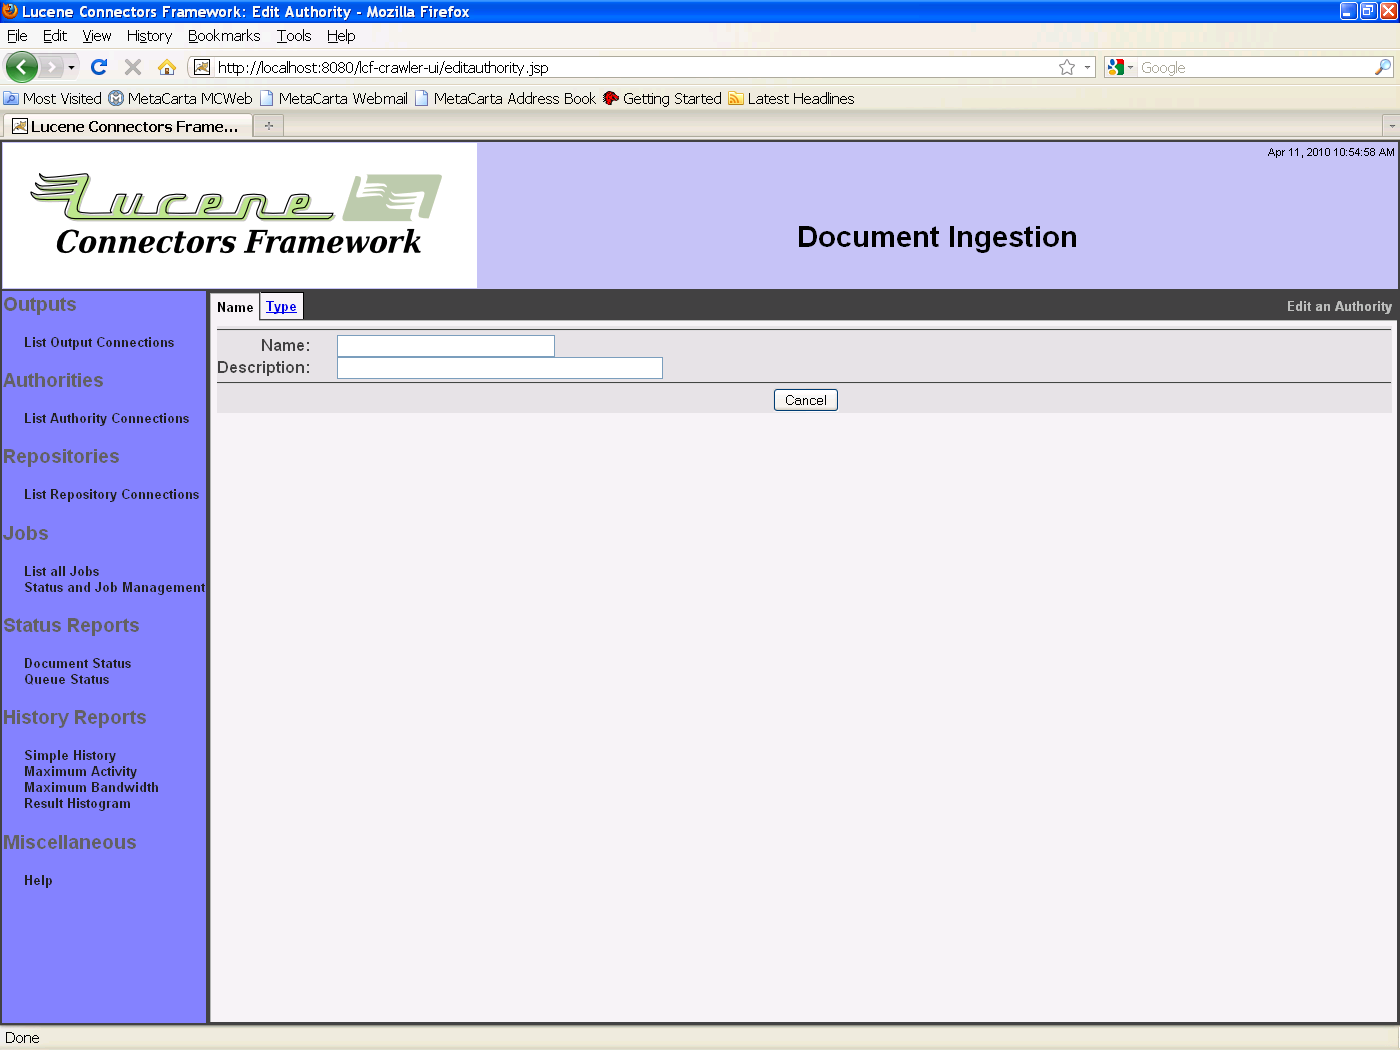 Lucene Connectors Framework: Edit Authority - Mozilla Firefox
File Edit View History Bookmarks Tools Help
http://localhost:8080/lcf-crawler-ui/editauthority.jsp
Google
Most Visited MetaCarta MCWeb MetaCarta Webmail MetaCarta Address Book Getting Started Latest Headlines
Lucene Connectors Frame...
Apr 11, 2010 10:54:58 AM
Lucene
Connectors Framework
Document Ingestion
Outputs
List Output Connections
Authorities
List Authority Connections
Repositories
List Repository Connections
Jobs
List all Jobs
Status and Job Management
Status Reports
Document Status
Queue Status
History Reports
Simple History
Maximum Activity
Maximum Bandwidth
Result Histogram
Miscellaneous
Help
Name Type Edit an Authority
Name:
Description:
Cancel
Done